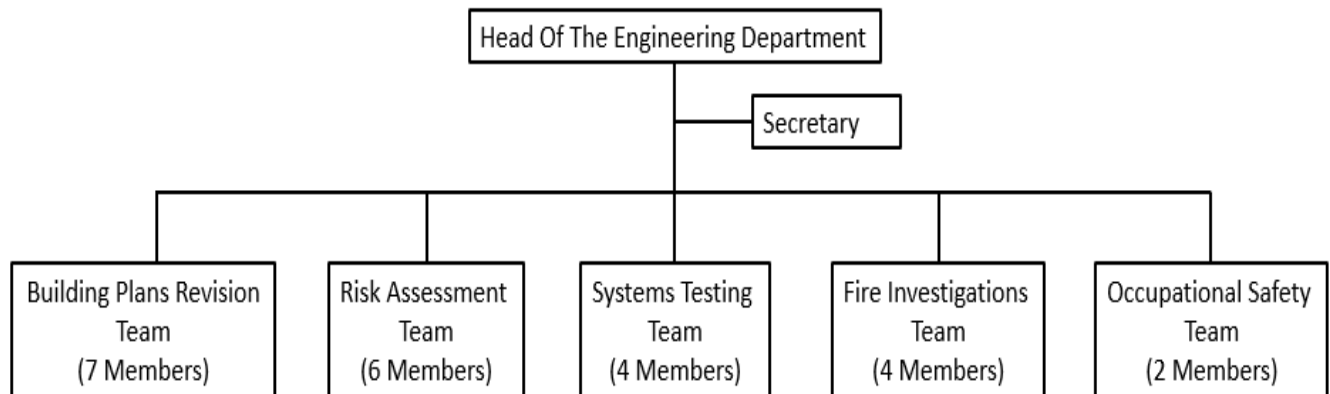 Head Of The Engineering Department
Secretary
Building Plans Revision
Team
(7 Members)
Risk Assessment
Team
(6 Members)
Systems Testing
Team
(4 Members)
Fire Investigations
Team
(4 Members)
Occupational Safety
Team
(2 Members)